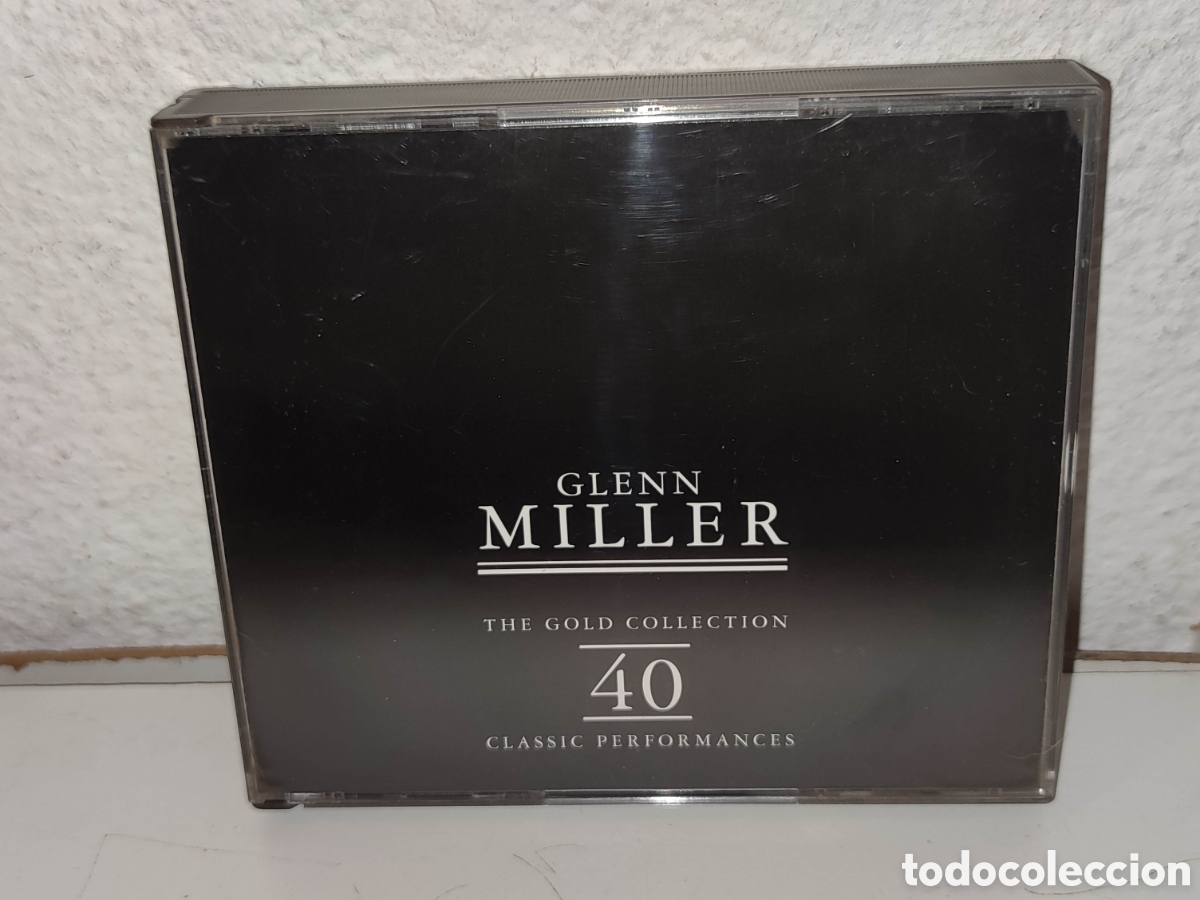 GLENN
MILLER
THE GOLD COLLECTION
40
CLASSIC PERFORMANCES
todocoleccion